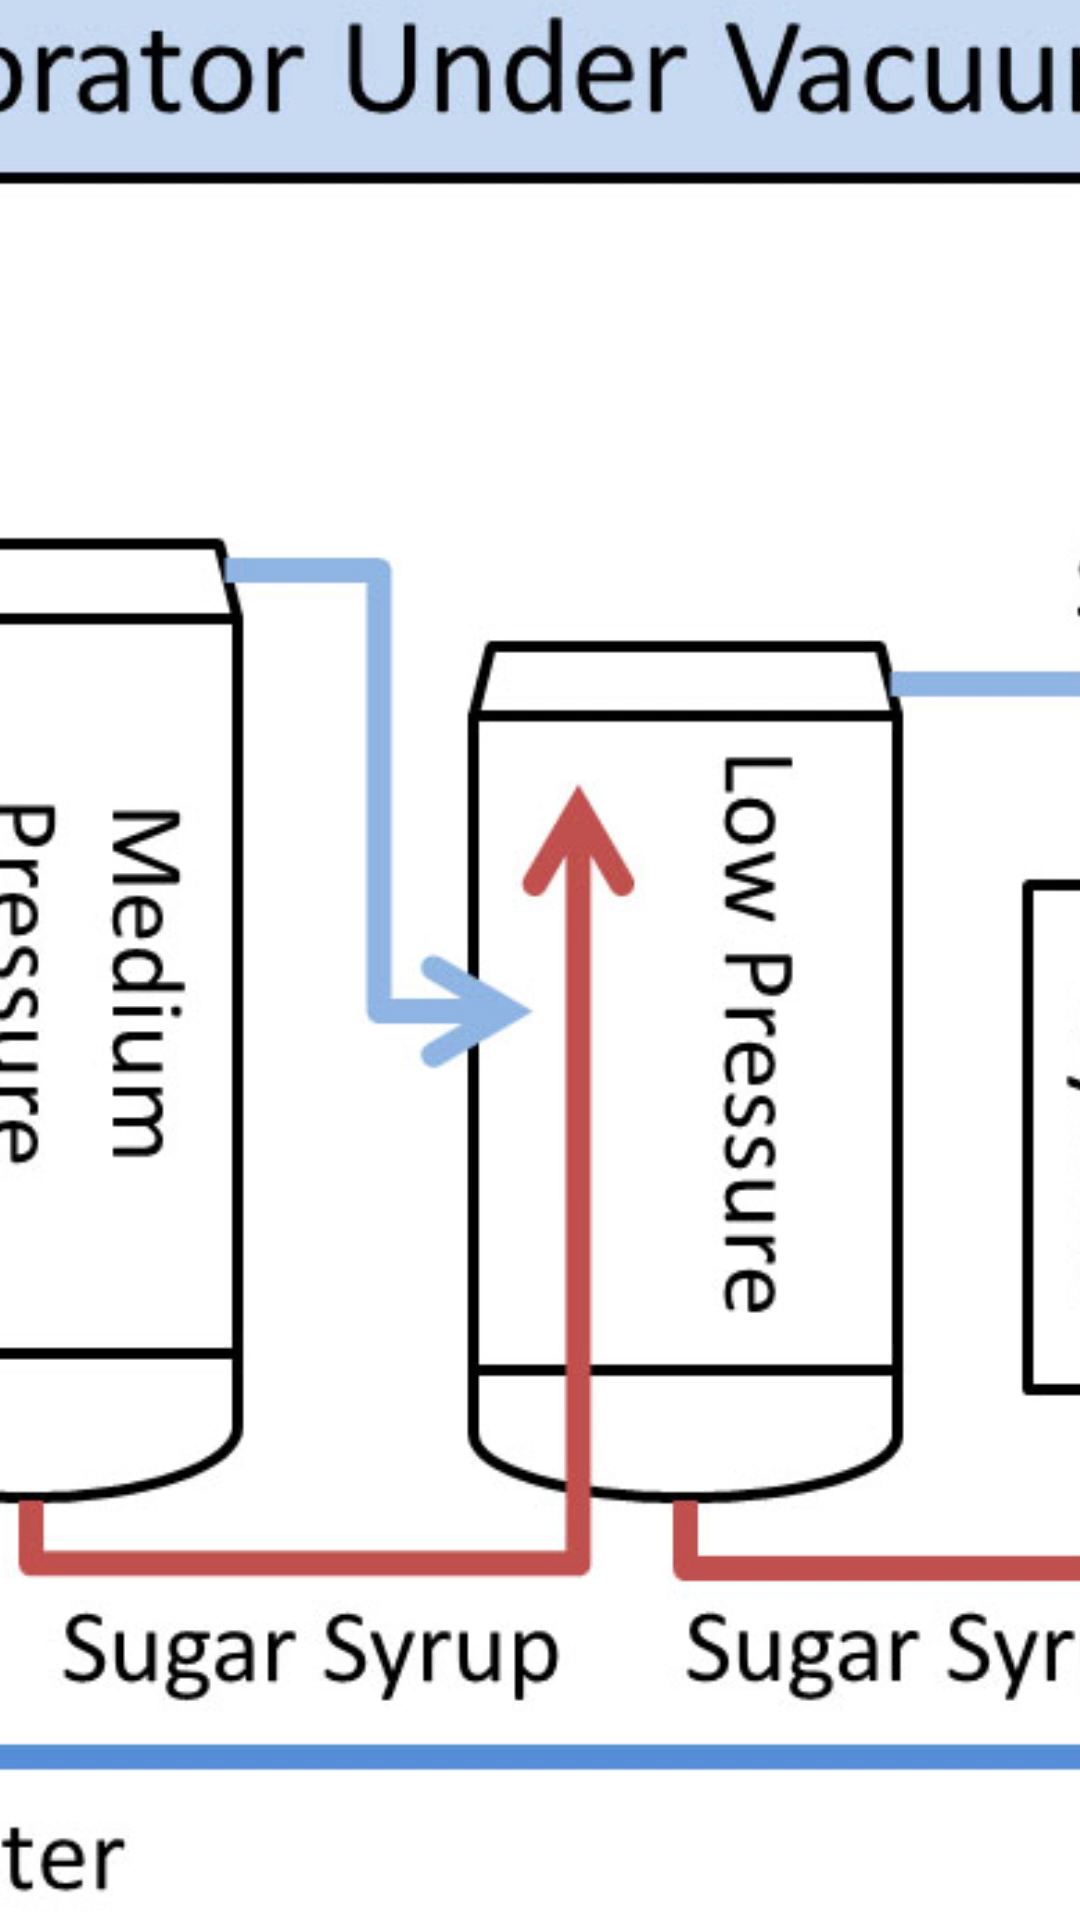 orator Under Vacuu
Medium
Pressure
Low Pressure
Sugar Syrup
Sugar Syr
ter